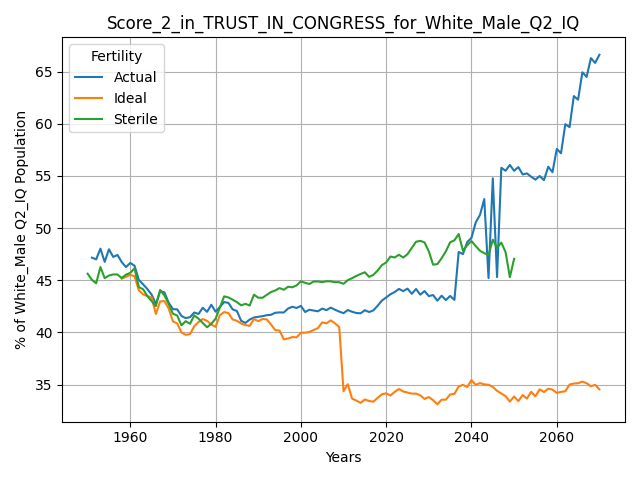 Score_2_in_TRUST_IN_CONGRESS_for_White_Male_Q2_IQ
Fertility
Actual
Ideal
Sterile
% of White_Male Q2_IQ Population
65
60
55
50
45
40
35
1960
1980
2000
2020
2040
2060
Years